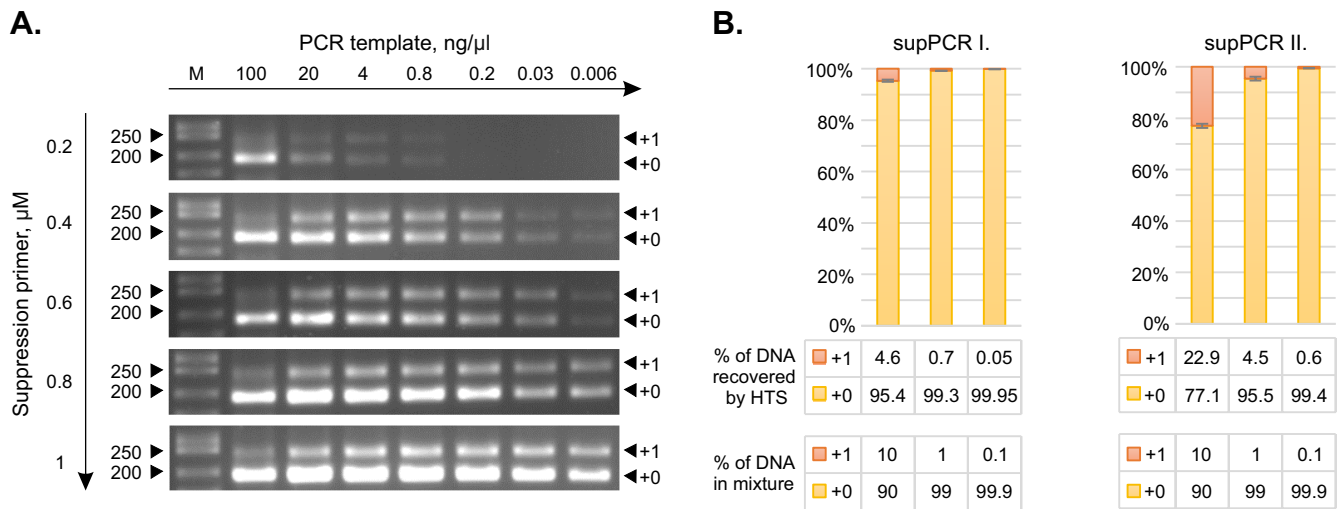 A.
PCR template, ng/µl
M 100 20 4 0.8 0.2 0.03 0.006
Suppression primer, µM
0.2
250 +1
200 +0
0.4
250 +1
200 +0
0.6
250 +1
200 +0
0.8
250 +1
200 +0
1
250 +1
200 +0
B.
supPCR I.
100%
80%
60%
40%
20%
0%
supPCR II.
100%
80%
60%
40%
20%
0%
% of DNA
recovered
by HTS
+1 4.6 0.7 0.05
+0 95.4 99.3 99.95
+1 22.9 4.5 0.6
+0 77.1 95.5 99.4
% of DNA
in mixture
+1 10 1 0.1
+0 90 99 99.9
+1 10 1 0.1
+0 90 99 99.9